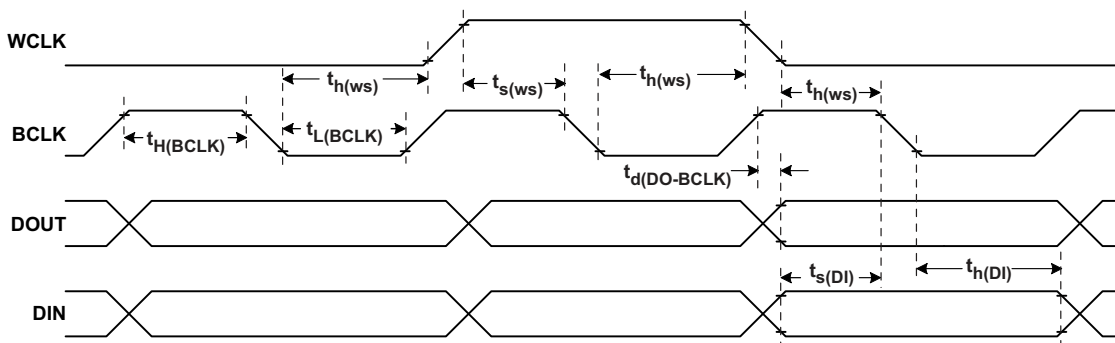 WCLK
t_h(ws)
t_s(ws)
t_h(ws)
t_h(ws)
BCLK
t_H(BCLK)
t_L(BCLK)
t_d(DO-BCLK)
DOUT
t_s(DI)
t_h(DI)
DIN